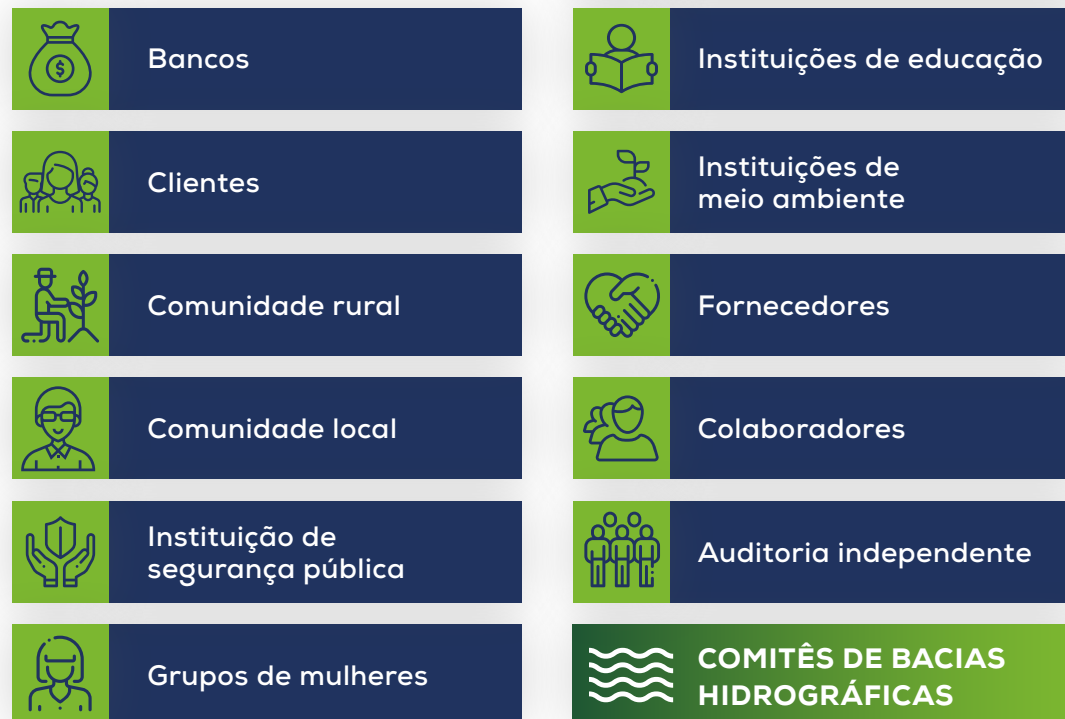 Bancos
Clientes
Comunidade rural
Comunidade local
Instituição de
segurança pública
Grupos de mulheres
Instituições de educação
Instituições de
meio ambiente
Fornecedores
Colaboradores
Auditoria independente
COMITÊS DE BACIAS
HIDROGRÁFICAS